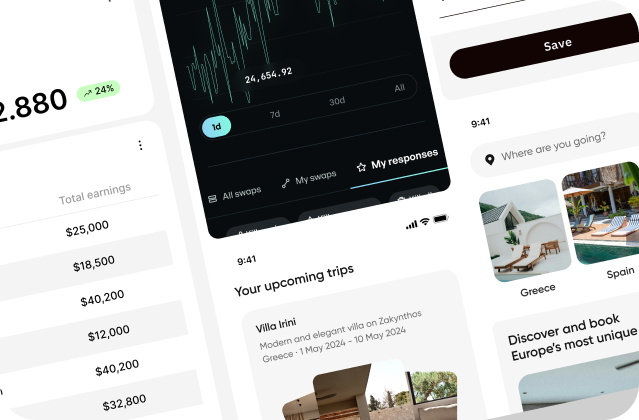 2.880
24%
Total earnings
$25,000
$18,500
$40,200
$12,000
$40,200
$32,800
24,654.92
1d
7d
30d
All
All swaps
My swaps
My responses
9:41
Your upcoming trips
Villa Irini
Modern and elegant villa on Zakynthos
Greece · 1 May 2024 - 10 May 2024
Save
9:41
Where are you going?
Greece
Spain
Discover and book
Europe's most unique